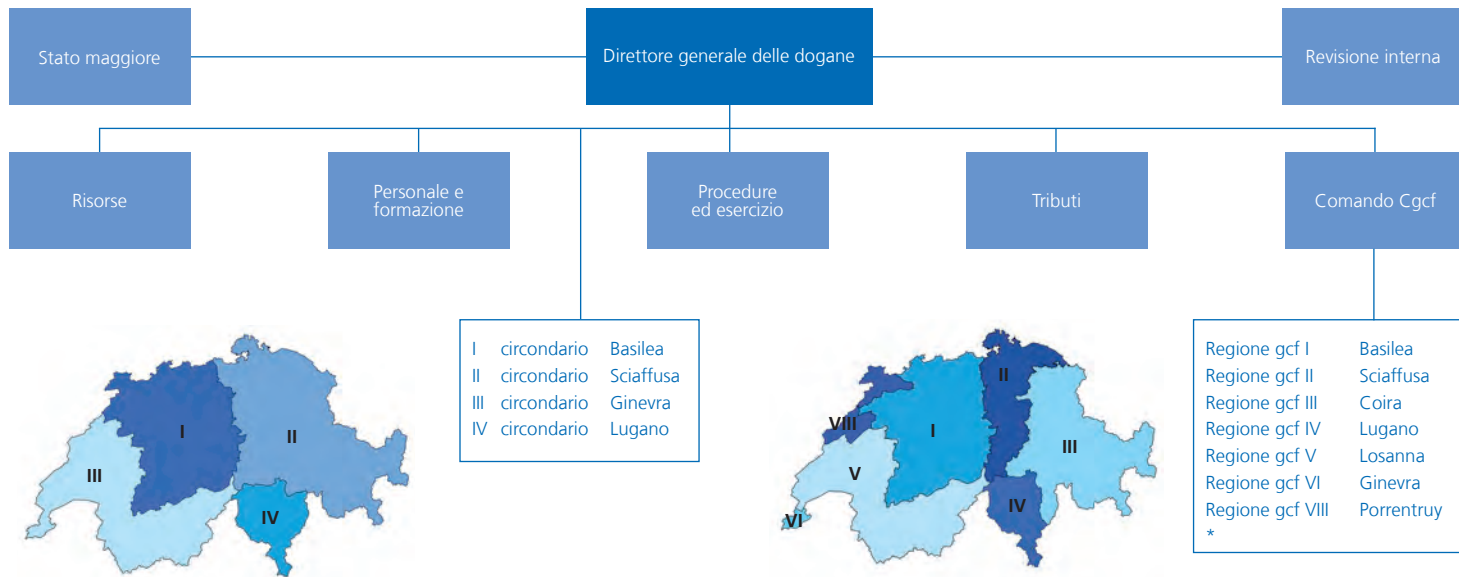 Stato maggiore
Direttore generale delle dogane
Revisione interna
Risorse
Personale e
formazione
Procedure
ed esercizio
Tributi
Comando Cgcf
I circondario Basilea
II circondario Sciaffusa
III circondario Ginevra
IV circondario Lugano
Regione gcf I Basilea
Regione gcf II Sciaffusa
Regione gcf III Coira
Regione gcf IV Lugano
Regione gcf V Losanna
Regione gcf VI Ginevra
Regione gcf VIII Porrentruy
*
I
II
III
IV
II
VIII
I
III
V
IV
VI